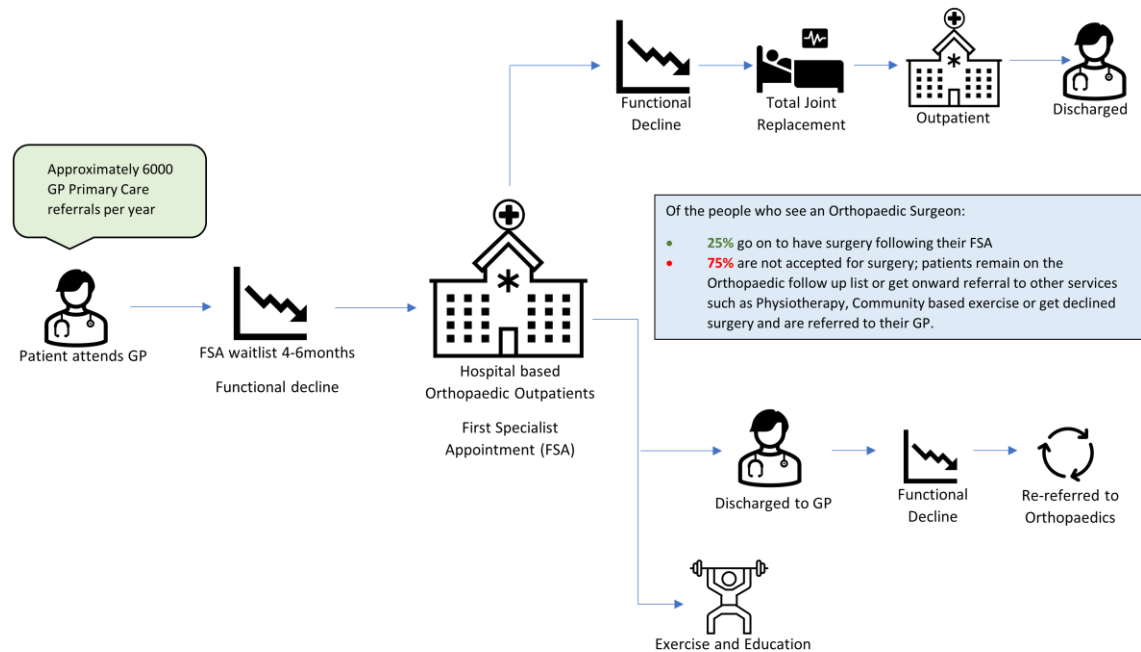 Functional
Decline
Total Joint
Replacement
Outpatient
Discharged
Approximately 6000
GP Primary Care
referrals per year
Of the people who see an Orthopaedic Surgeon:
• 25% go on to have surgery following their FSA
• 75% are not accepted for surgery; patients remain on the
Orthopaedic follow up list or get onward referral to other services
such as Physiotherapy, Community based exercise or get declined
surgery and are referred to their GP.
Patient attends GP
FSA waitlist 4-6months
Functional decline
Hospital based
Orthopaedic Outpatients
First Specialist
Appointment (FSA)
Discharged to GP
Functional
Decline
Re-referred to
Orthopaedics
Exercise and Education